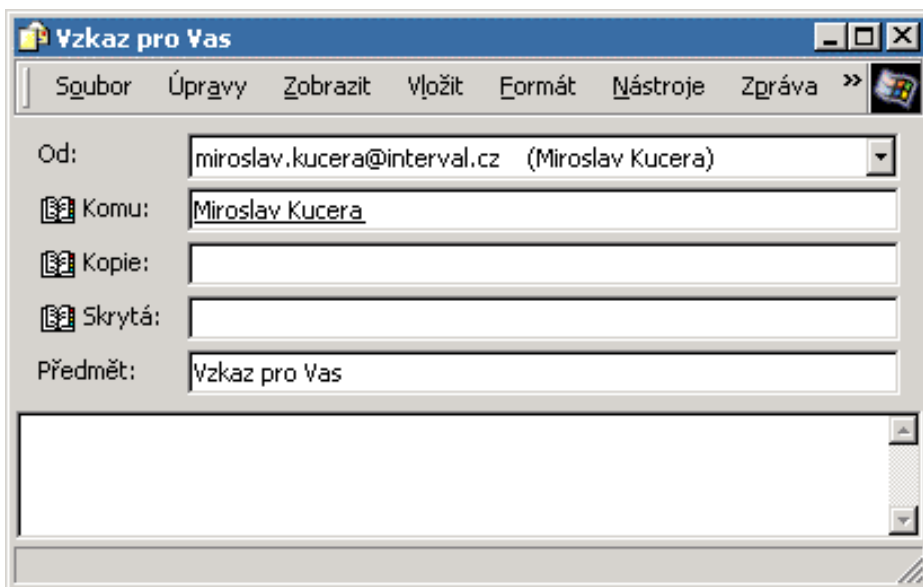 Vzkaz pro Vas
Soubor Úpravy Zobrazit Vložit Formát Nástroje Zpráva »
Od: miroslav.kucera@interval.cz (Miroslav Kucera)
Komu: Miroslav Kucera
Kopie:
Skrytá:
Předmět: Vzkaz pro Vas